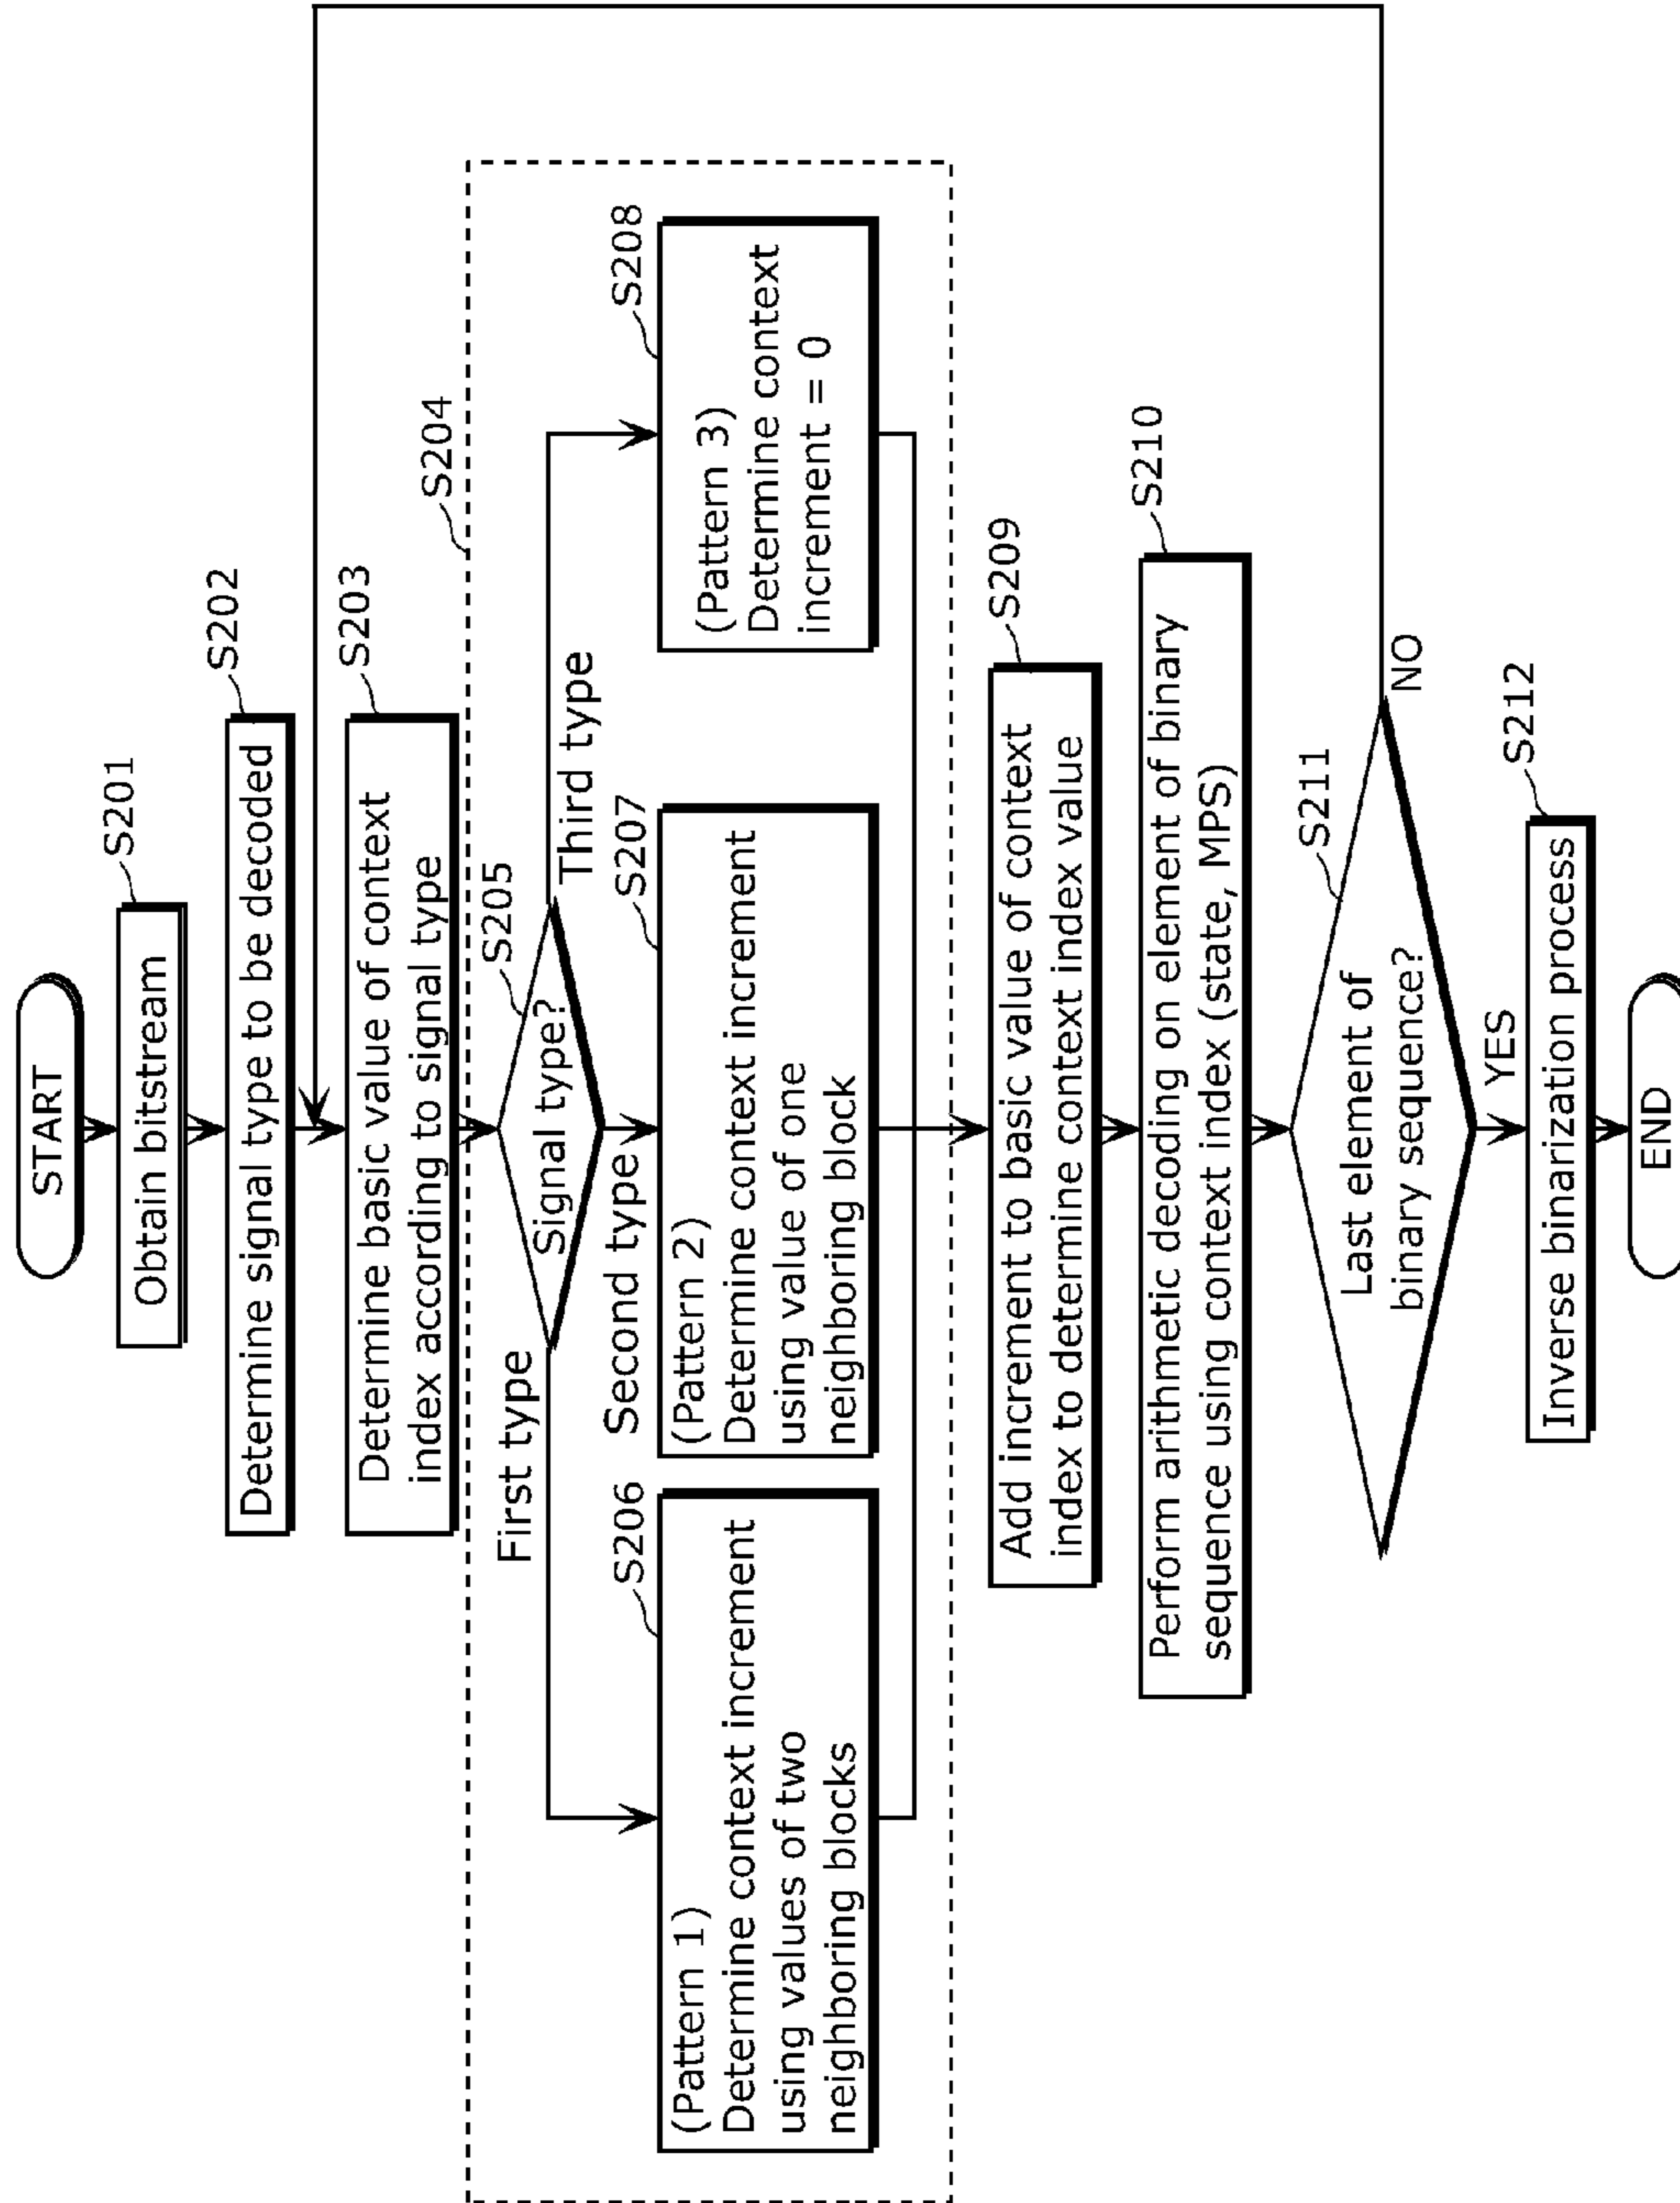 START
S201
Obtain bitstream
S202
Determine signal type to be decoded
S203
Determine basic value of context
index according to signal type
S204
S205
Signal type?
First type
Second type
Third type
S206
(Pattern 1)
Determine context increment
using values of two
neighboring blocks
S207
(Pattern 2)
Determine context increment
using value of one
neighboring block
S208
(Pattern 3)
Determine context
increment = 0
S209
Add increment to basic value of context
index to determine context index value
S210
Perform arithmetic decoding on element of binary
sequence using context index (state, MPS)
S211
Last element of
binary sequence?
NO
YES
S212
Inverse binarization process
END